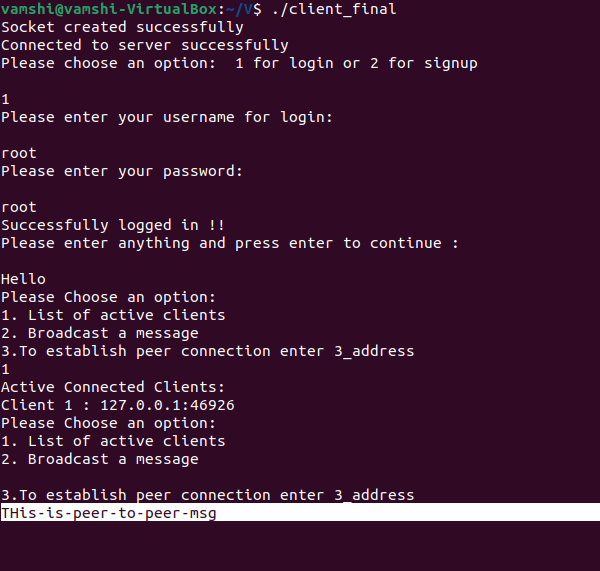 vamshi@vamshi-VirtualBox:~/V$ ./client_final
Socket created successfully
Connected to server successfully
Please choose an option:  1 for login or 2 for signup
1
Please enter your username for login:
root
Please enter your password:
root
Successfully logged in !!
Please enter anything and press enter to continue :
Hello
Please Choose an option:
1. List of active clients
2. Broadcast a message
3.To establish peer connection enter 3_address
1
Active Connected Clients:
Client 1 : 127.0.0.1:46926
Please Choose an option:
1. List of active clients
2. Broadcast a message
3.To establish peer connection enter 3_address
THis-is-peer-to-peer-msg